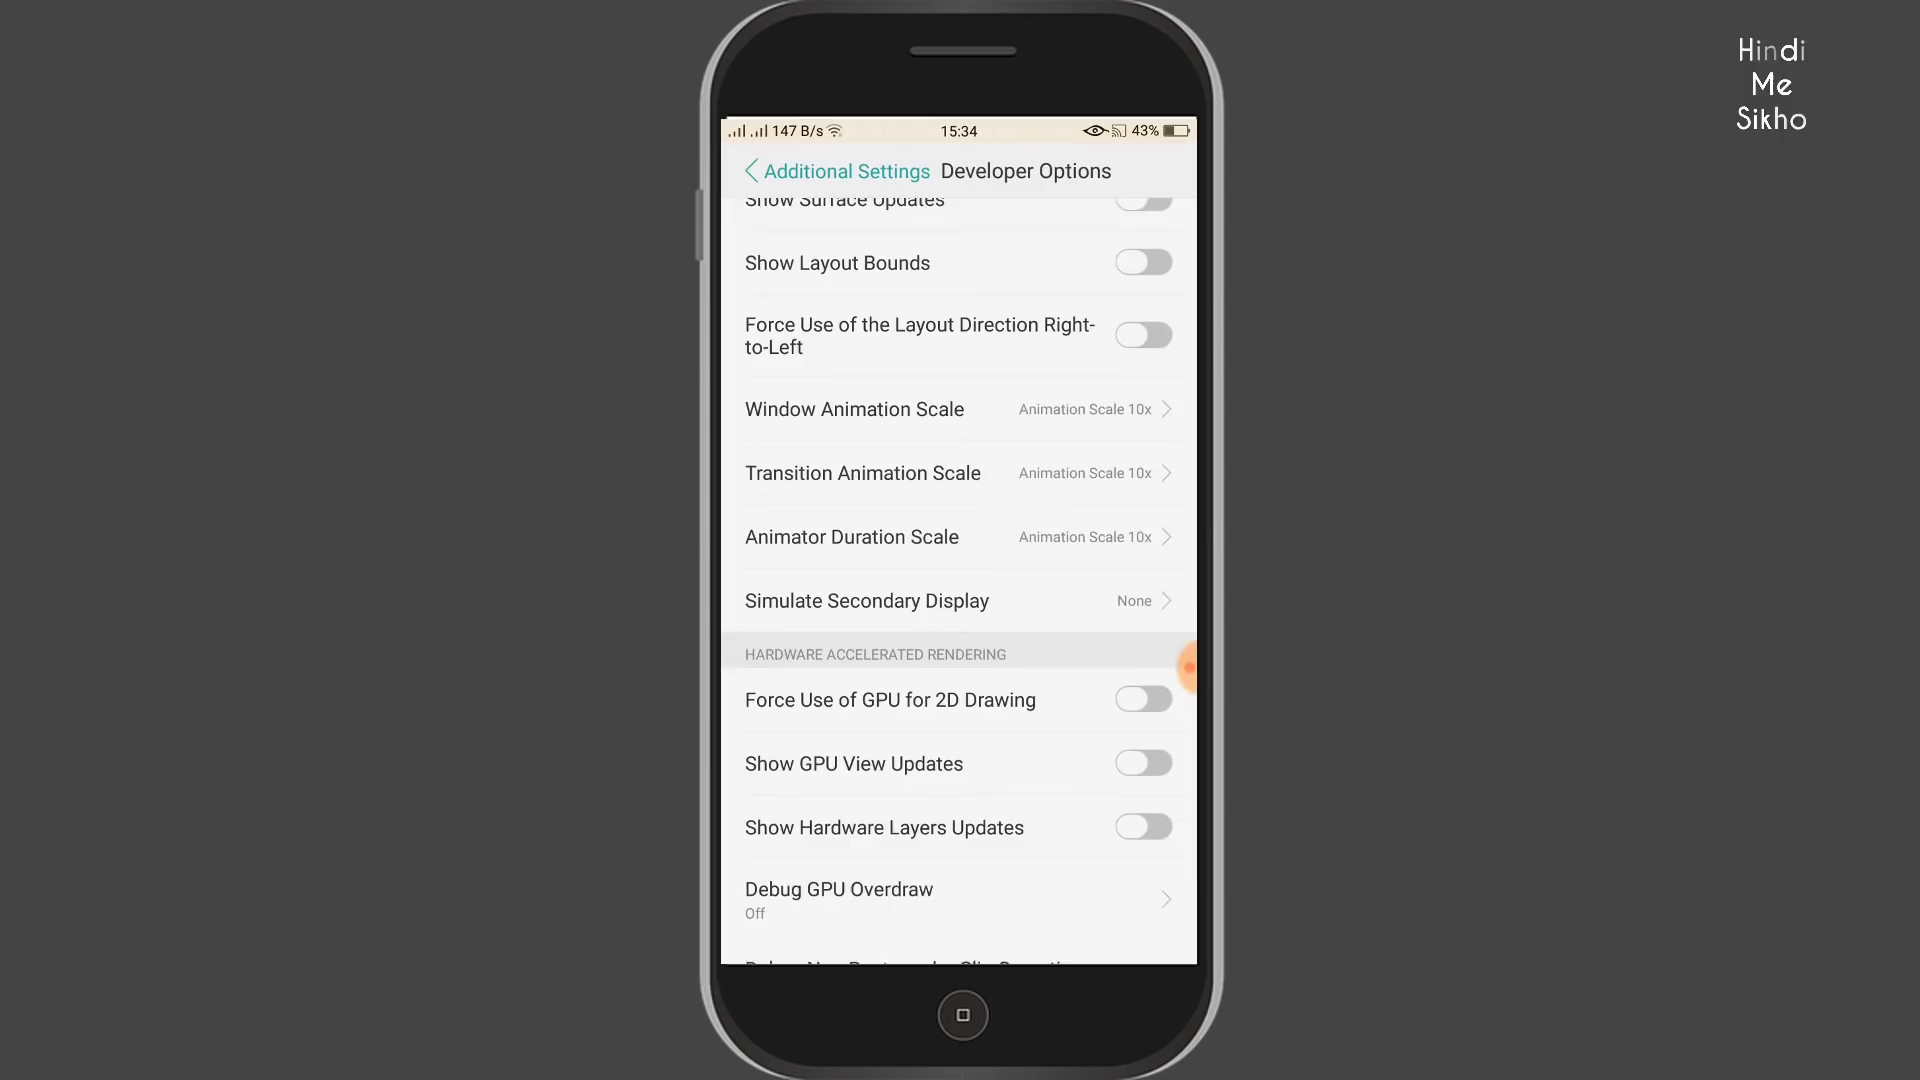 Hindi
Me
Sikho
147 B/s 15:34 43%
Additional Settings Developer Options
Show Surface Updates
Show Layout Bounds
Force Use of the Layout Direction Right-
to-Left
Window Animation Scale Animation Scale 10x
Transition Animation Scale Animation Scale 10x
Animator Duration Scale Animation Scale 10x
Simulate Secondary Display None
HARDWARE ACCELERATED RENDERING
Force Use of GPU for 2D Drawing
Show GPU View Updates
Show Hardware Layers Updates
Debug GPU Overdraw
Off